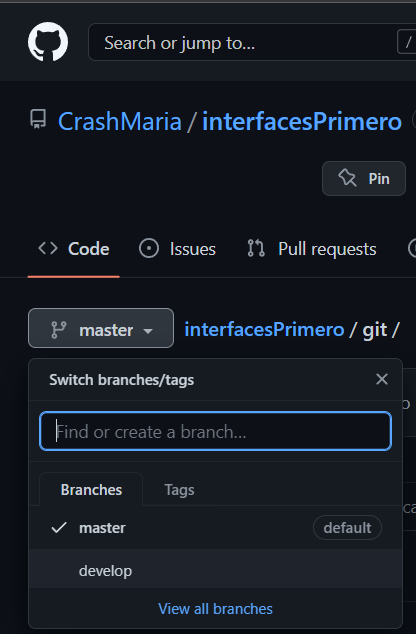 Search or jump to...
/
CrashMaria / interfacesPrimero
Pin
Code Issues Pull requests
master interfacesPrimero / git /
Switch branches/tags
Find or create a branch...
Branches Tags
master default
develop
View all branches